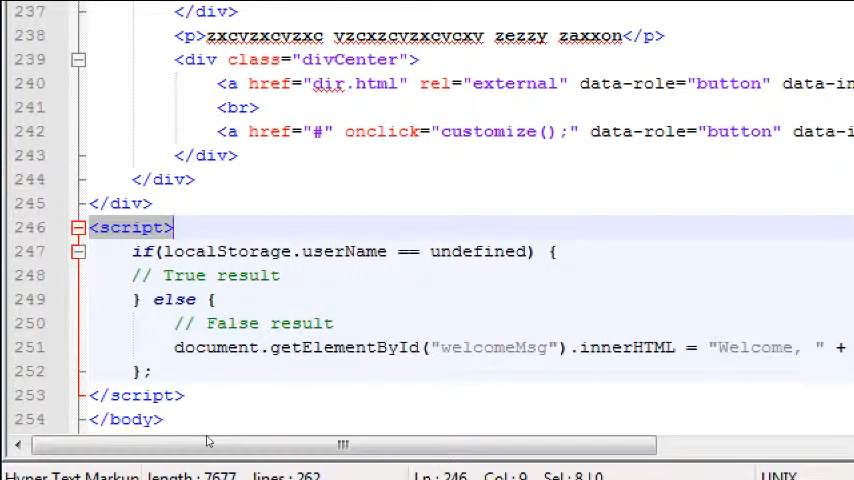 237 </div>
238 <p>zxcvzxcvzxc vzcxzcvzxcvcxv zezzy zaxxon</p>
239 <div class="divCenter">
240 <a href="dir.html" rel="external" data-role="button" data-in
241 <br>
242 <a href="#" onclick="customize();" data-role="button" data-i
243 </div>
244 </div>
245 </div>
246 <script>
247 if(localStorage.userName == undefined) {
248 // True result
249 } else {
250 // False result
251 document.getElementById("welcomeMsg").innerHTML = "Welcome, " +
252 };
253 </script>
254 </body>
Hyper Text Markup length : 7677 lines : 262 Ln : 246 Col : 9 Sel : 8 | 0 UNIX